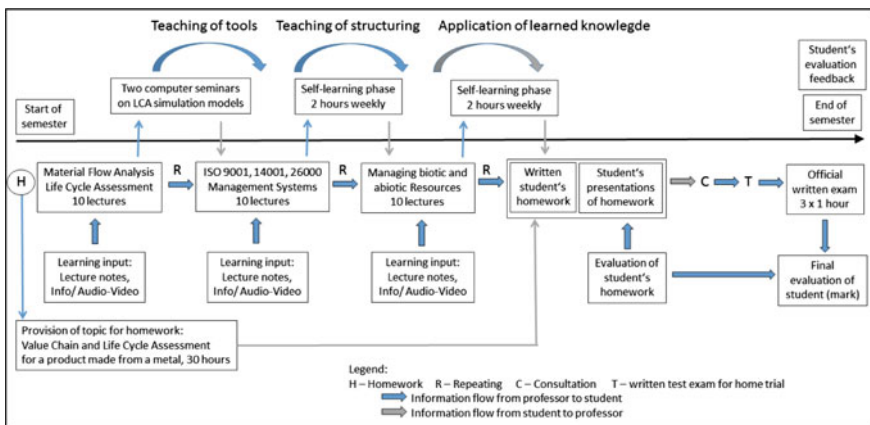 Teaching of tools
Teaching of structuring
Application of learned knowlegde
Student's
evaluation
feedback
Two computer seminars
on LCA simulation models
Self-learning phase
2 hours weekly
Self-learning phase
2 hours weekly
Start of
semester
End of
semester
H
Material Flow Analysis
Life Cycle Assessment
10 lectures
R
ISO 9001, 14001, 26000
Management Systems
10 lectures
R
Managing biotic and
abiotic Resources
10 lectures
R
Written
student's
homework
Student's
presentations
of homework
C
T
Official
written exam
3 x 1 hour
Learning input:
Lecture notes,
Info/Audio-Video
Learning input:
Lecture notes,
Info/Audio-Video
Learning input:
Lecture notes,
Info/Audio-Video
Evaluation
of student's
homework
Final
evaluation of
student (mark)
Provision of topic for homework:
Value Chain and Life Cycle Assessment
for a product made from a metal, 30 hours
Legend:
H – Homework R – Repeating C – Consultation T – written test exam for home trial
Information flow from professor to student
Information flow from student to professor